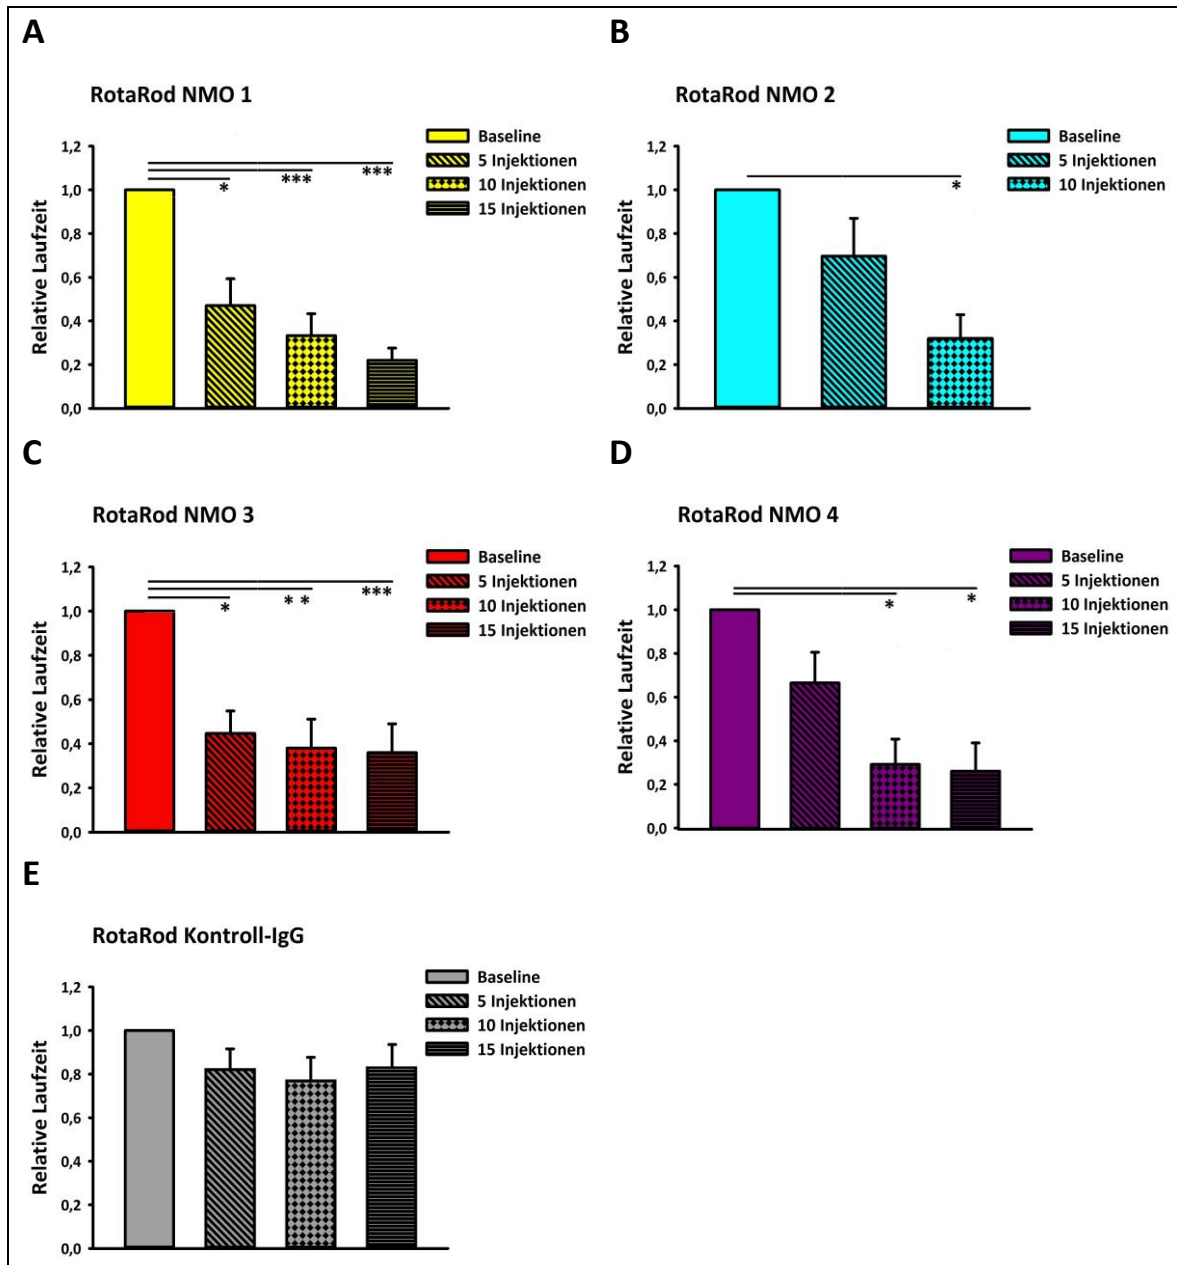 A
RotaRod NMO 1
Baseline
5 Injektionen
10 Injektionen
15 Injektionen
Relative Laufzeit
1,2
1,0
0,8
0,6
0,4
0,2
0,0
*
***
***
B
RotaRod NMO 2
Baseline
5 Injektionen
10 Injektionen
Relative Laufzeit
1,2
1,0
0,8
0,6
0,4
0,2
0,0
*
C
RotaRod NMO 3
Baseline
5 Injektionen
10 Injektionen
15 Injektionen
Relative Laufzeit
1,2
1,0
0,8
0,6
0,4
0,2
0,0
*
* *
***
D
RotaRod NMO 4
Baseline
5 Injektionen
10 Injektionen
15 Injektionen
Relative Laufzeit
1,2
1,0
0,8
0,6
0,4
0,2
0,0
*
*
E
RotaRod Kontroll-IgG
Baseline
5 Injektionen
10 Injektionen
15 Injektionen
Relative Laufzeit
1,2
1,0
0,8
0,6
0,4
0,2
0,0